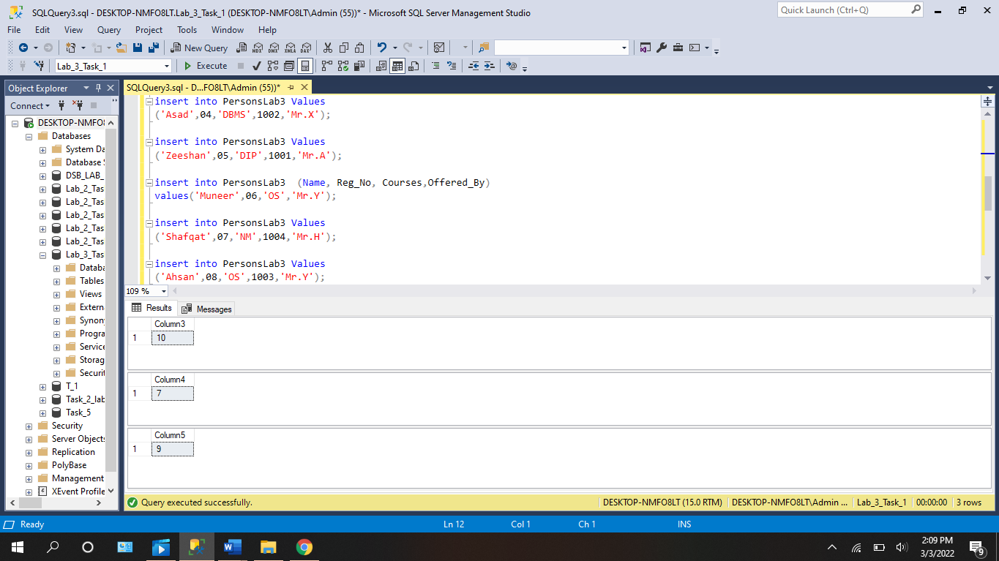 SQLQuery3.sql - DESKTOP-NMFO8LT.Lab_3_Task_1 (DESKTOP-NMFO8LT\Admin (55))* - Microsoft SQL Server Management Studio
Quick Launch (Ctrl+Q)
File Edit View Query Project Tools Window Help
New Query MDX DMX XMLA DAX
Lab_3_Task_1 Execute
Object Explorer
SQLQuery3.sql - D...FO8LT\Admin (55))*
Connect
DESKTOP-NMFO8
Databases
System Da
Database S
DSB_LAB_
Lab_2_Tas
Lab_2_Tas
Lab_2_Tas
Lab_2_Tas
Lab_2_Tas
Lab_3_Tas
Databa
Tables
Views
Extern
Synony
Progra
Service
Storag
Securit
T_1
Task_2_lab
Task_5
Security
Server Objects
Replication
PolyBase
Management
XEvent Profile
insert into PersonsLab3 Values
('Asad',04,'DBMS',1002,'Mr.X');
insert into PersonsLab3 Values
('Zeeshan',05,'DIP',1001,'Mr.A');
insert into PersonsLab3  (Name, Reg_No, Courses,Offered_By)
values('Muneer',06,'OS','Mr.Y');
insert into PersonsLab3 Values
('Shafqat',07,'NM',1004,'Mr.H');
insert into PersonsLab3 Values
('Ahsan',08,'OS',1003,'Mr.Y');
109 %
Results Messages
Column3
1 10
Column4
1 7
Column5
1 9
Query executed successfully. DESKTOP-NMFO8LT (15.0 RTM) DESKTOP-NMFO8LT\Admin ... Lab_3_Task_1 00:00:00 3 rows
Ready Ln 12 Col 1 Ch 1 INS
2:09 PM
3/3/2022
9